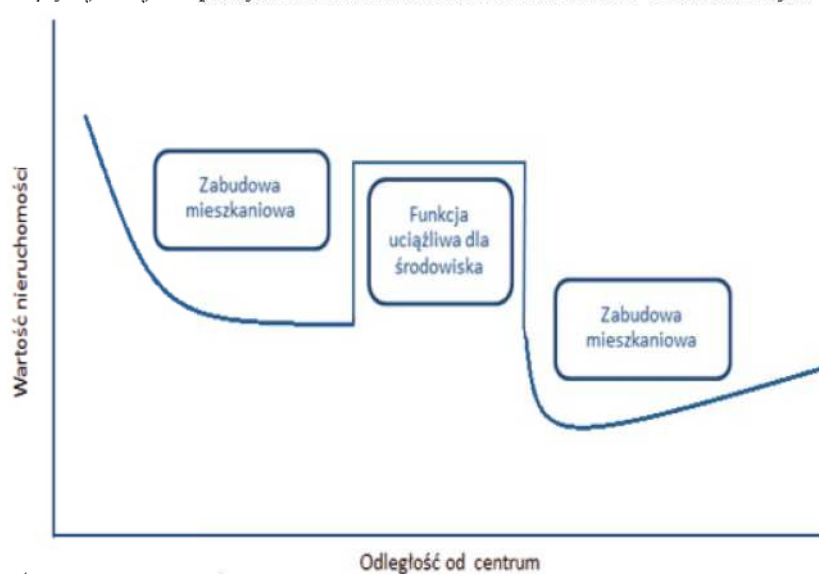 Zabudowa
mieszkaniowa
Funkcja
uciążliwa dla
środowiska
Zabudowa
mieszkaniowa
Wartość nieruchomości
Odległość od centrum